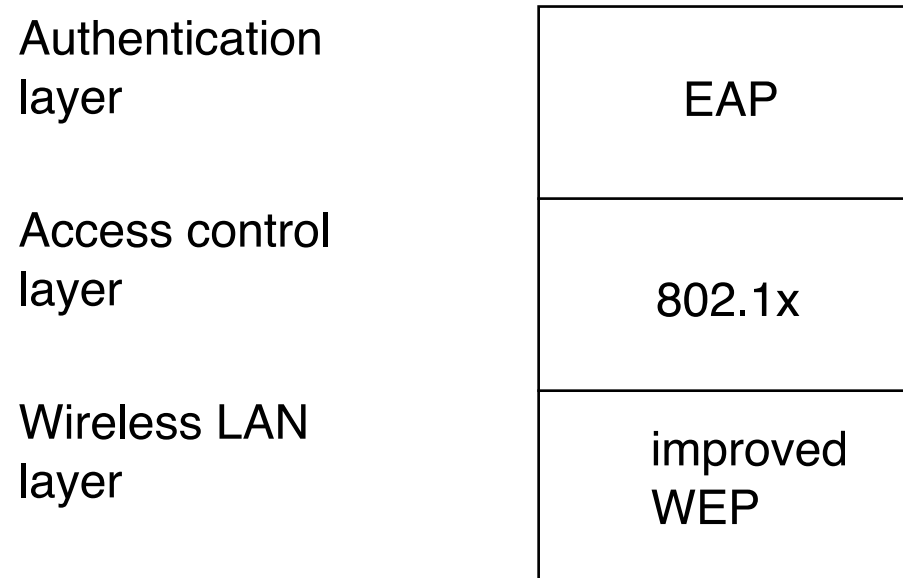 Authentication
layer
EAP
Access control
layer
802.1x
Wireless LAN
layer
improved
WEP